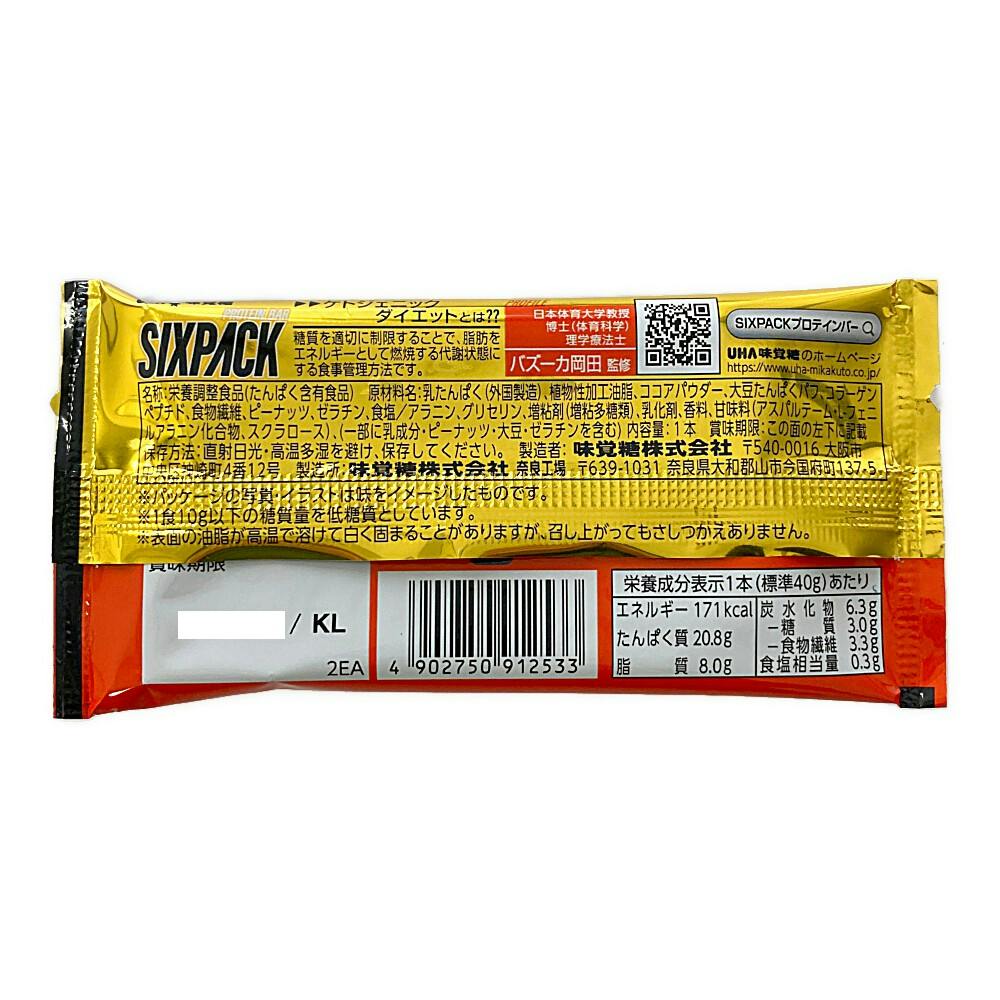 ケトジェニック
ダイエットとは??
PROTEIN BAR
SIXPACK
糖質を適切に制限することで、脂肪を
エネルギーとして燃焼する代謝状態に
する食事管理方法です。
PROFILE
日本体育大学教授
博士(体育科学)
理学療法士
バズーカ岡田 監修
SIXPACKプロテインバー
UHA味覚糖のホームページ
https://www.uha-mikakuto.co.jp/
名称:栄養調整食品(たんぱく含有食品) 原材料名:乳たんぱく(外国製造)、植物性加工油脂、ココアパウダー、大豆たんぱくパフ、コラーゲン
ペプチド、食物繊維、ピーナッツ、ゼラチン、食塩/アラニン、グリセリン、増粘剤(増粘多糖類)、乳化剤、香料、甘味料(アスパルテーム・L-フェニ
ルアラニン化合物、スクラロース)、(一部に乳成分・ピーナッツ・大豆・ゼラチンを含む) 内容量:1本 賞味期限:この面の左下に記載
保存方法:直射日光・高温多湿を避け、保存してください。 製造者:味覚糖株式会社 〒540-0016 大阪市
中央区神崎町4番12号 製造所:味覚糖株式会社 奈良工場 〒639-1031 奈良県大和郡山市今国府町137-5
※パッケージの写真・イラストは味をイメージしたものです。
※1食10g以下の糖質量を低糖質としています。
※表面の油脂が高温で溶けて白く固まることがありますが、召し上がってもさしつかえありません。
賞味期限
/ KL
2EA
4 902750 912533
栄養成分表示1本(標準40g)あたり
エネルギー 171kcal
たんぱく質 20.8g
脂質 8.0g
炭水化物 6.3g
−糖質 3.0g
−食物繊維 3.3g
食塩相当量 0.3g